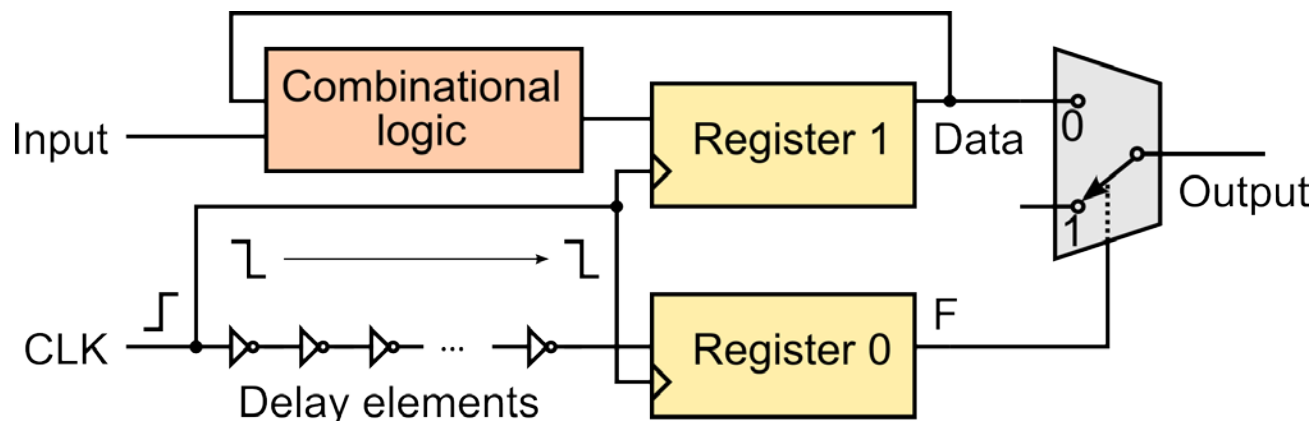 Combinational
logic
Input
Register 1
Data
0
1
Output
CLK
...
Delay elements
Register 0
F